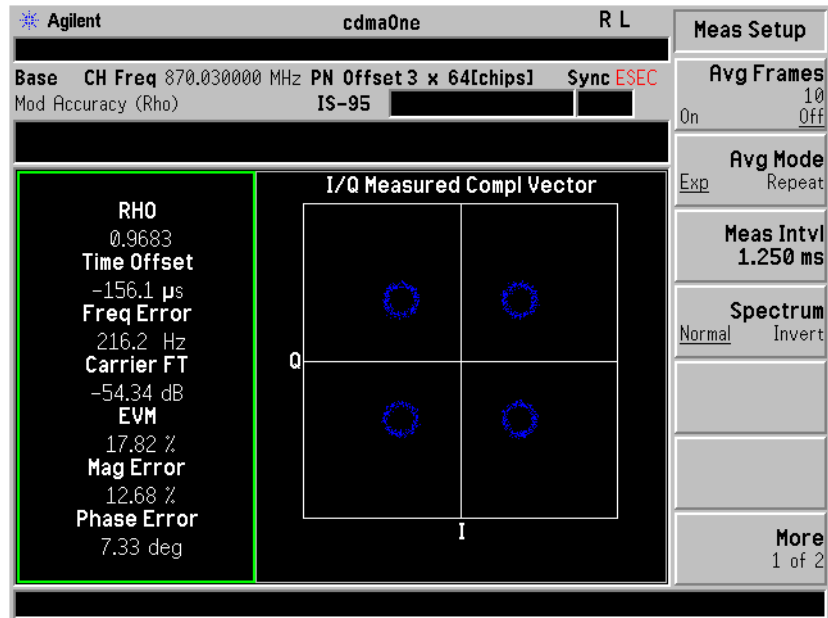 Agilent cdmaOne R L
Base CH Freq 870.030000 MHz PN Offset 3 x 64[chips] Sync ESEC
Mod Accuracy (Rho) IS-95
RHO
0.9683
Time Offset
-156.1 µs
Freq Error
216.2 Hz
Carrier FT
-54.34 dB
EVM
17.82 %
Mag Error
12.68 %
Phase Error
7.33 deg
I/Q Measured Compl Vector
Q
I
Meas Setup
Avg Frames
10
On Off
Avg Mode
Exp Repeat
Meas Intvl
1.250 ms
Spectrum
Normal Invert
More
1 of 2